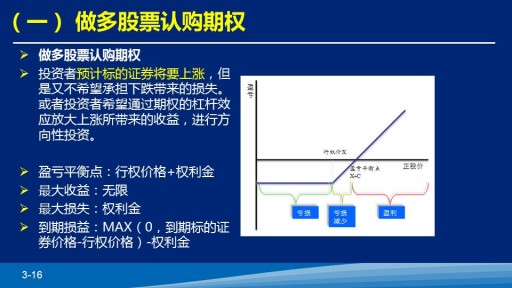 （一） 做多股票认购期权
做多股票认购期权
投资者预计标的证券将要上涨，但
是又不希望承担下跌带来的损失。
或者投资者希望通过期权的杠杆效
应放大上涨所带来的收益，进行方
向性投资。
盈亏平衡点：行权价格+权利金
最大收益：无限
最大损失：权利金
到期损益：MAX（0，到期标的证
券价格-行权价格）-权利金
盈
亏
行权价X
盈亏平衡点
X+C
正股价
亏损
亏损
减少
盈利
3-16